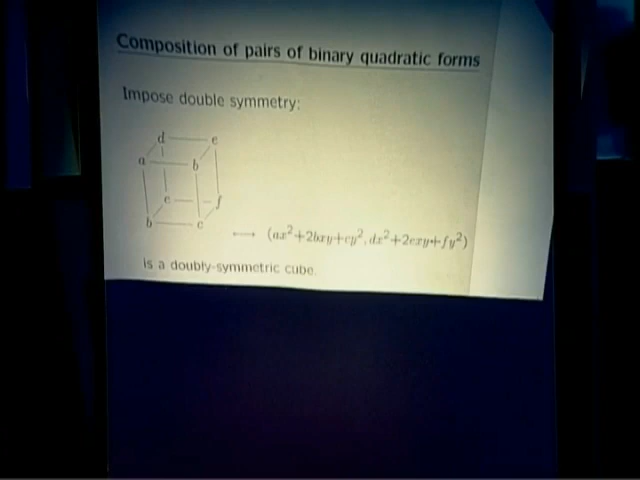 Composition of pairs of binary quadratic forms
Impose double symmetry:
d e
a b
e f
b c
⟷ (ax²+2bxy+cy², dx²+2exy+fy²)
is a doubly-symmetric cube.